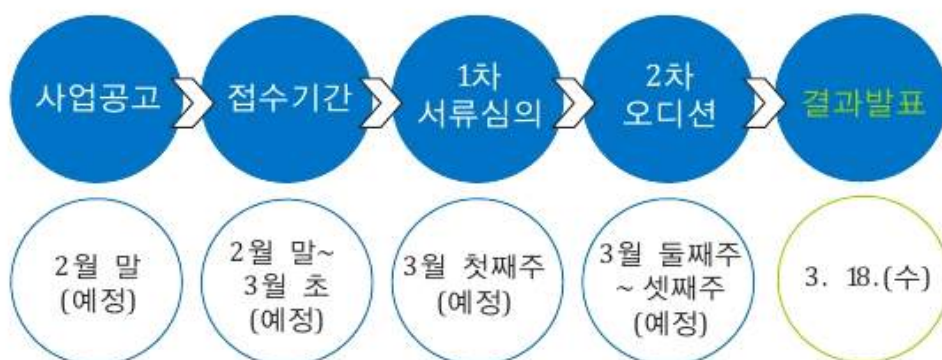 사업공고
접수기간
1차
서류심의
2차
오디션
결과발표
2월 말
(예정)
2월 말~
3월 초
(예정)
3월 첫째주
(예정)
3월 둘째주
~ 셋째주
(예정)
3. 18.(수)